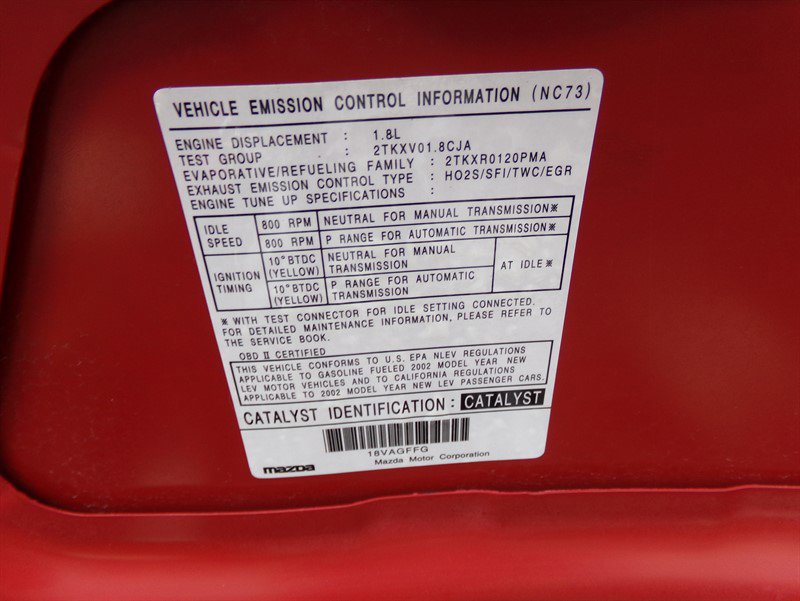 VEHICLE EMISSION CONTROL INFORMATION (NC73)
ENGINE DISPLACEMENT : 1.8L
TEST GROUP : 2TKXV01.8CJA
EVAPORATIVE/REFUELING FAMILY : 2TKXR0120PMA
EXHAUST EMISSION CONTROL TYPE : HO2S/SFI/TWC/EGR
ENGINE TUNE UP SPECIFICATIONS :
IDLE SPEED 800 RPM NEUTRAL FOR MANUAL TRANSMISSION※
800 RPM P RANGE FOR AUTOMATIC TRANSMISSION※
IGNITION TIMING 10°BTDC (YELLOW) NEUTRAL FOR MANUAL TRANSMISSION AT IDLE※
10°BTDC (YELLOW) P RANGE FOR AUTOMATIC TRANSMISSION
※WITH TEST CONNECTOR FOR IDLE SETTING CONNECTED.
FOR DETAILED MAINTENANCE INFORMATION, PLEASE REFER TO
THE SERVICE BOOK.
OBD II CERTIFIED
THIS VEHICLE CONFORMS TO U.S. EPA NLEV REGULATIONS
APPLICABLE TO GASOLINE FUELED 2002 MODEL YEAR NEW
LEV MOTOR VEHICLES AND TO CALIFORNIA REGULATIONS
APPLICABLE TO 2002 MODEL YEAR NEW LEV PASSENGER CARS.
CATALYST IDENTIFICATION : CATALYST
18VAGFFG
mazda Mazda Motor Corporation